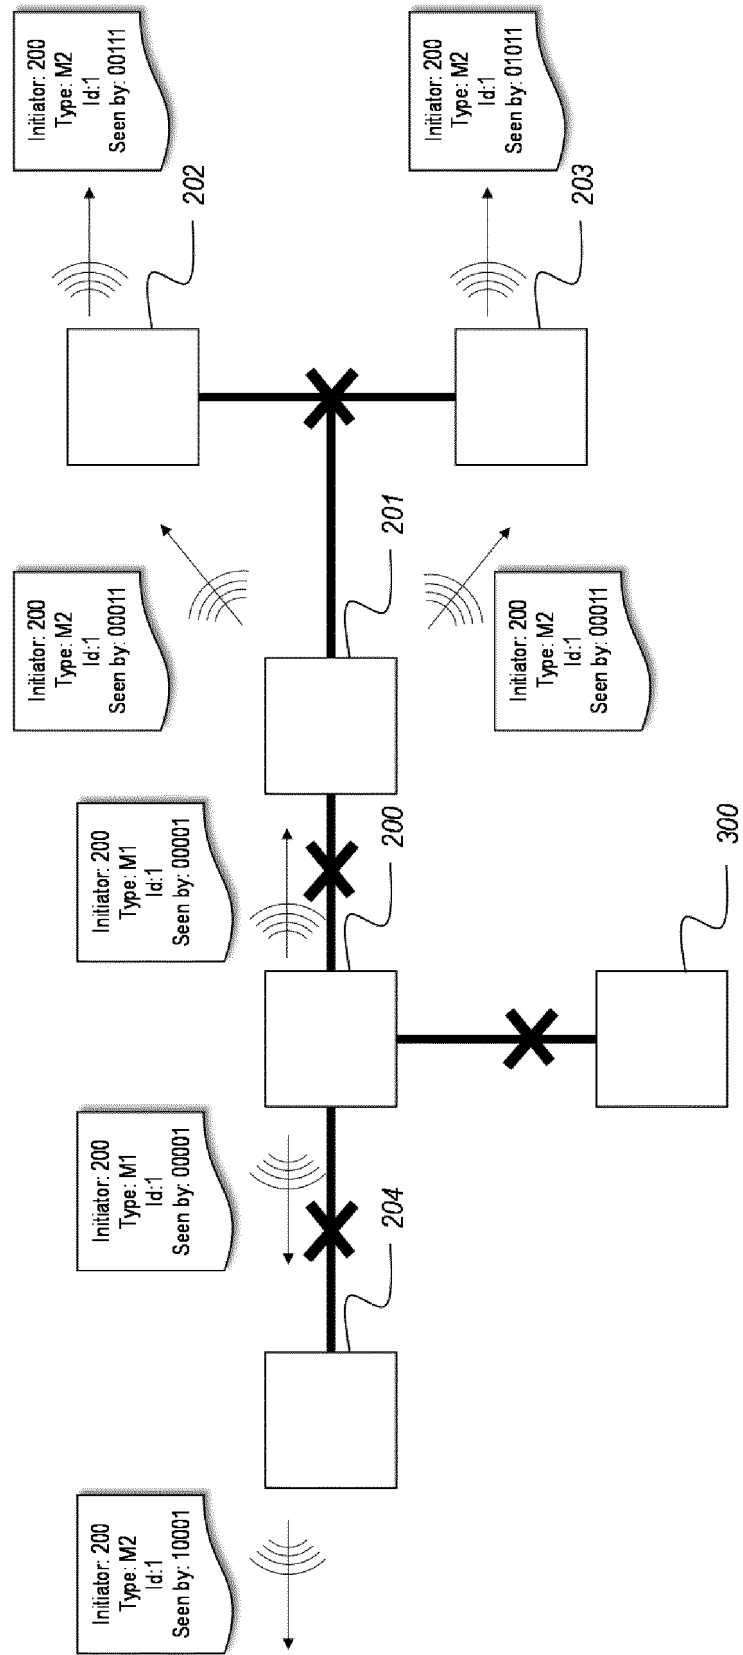 Initiator: 200
Type: M2
Id:1
Seen by: 10001
Initiator: 200
Type: M1
Id:1
Seen by: 00001
Initiator: 200
Type: M1
Id:1
Seen by: 00001
Initiator: 200
Type: M2
Id:1
Seen by: 00011
Initiator: 200
Type: M2
Id:1
Seen by: 00111
202
204
200
201
Initiator: 200
Type: M2
Id:1
Seen by: 00011
Initiator: 200
Type: M2
Id:1
Seen by: 01011
203
300